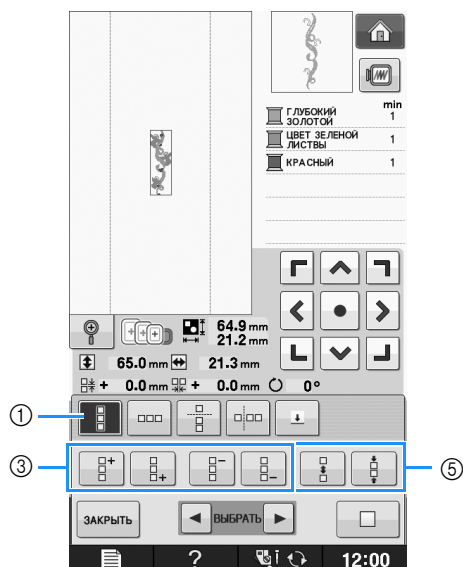 min
ГЛУБОКИЙ ЗОЛОТОЙ 1
ЦВЕТ ЗЕЛЕНОЙ ЛИСТВЫ 1
КРАСНЫЙ 1
64.9 mm
21.2 mm
65.0 mm 21.3 mm
+ 0.0 mm + 0.0 mm 0°
①
③
⑤
ЗАКРЫТЬ ВЫБРАТЬ
? 12:00